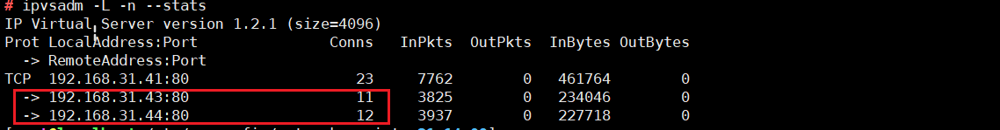 # ipvsadm -L -n --stats
IP Virtual Server version 1.2.1 (size=4096)
Prot LocalAddress:Port Conns InPkts OutPkts InBytes OutBytes
-> RemoteAddress:Port
TCP 192.168.31.41:80 23 7762 0 461764 0
-> 192.168.31.43:80 11 3825 0 234046 0
-> 192.168.31.44:80 12 3937 0 227718 0